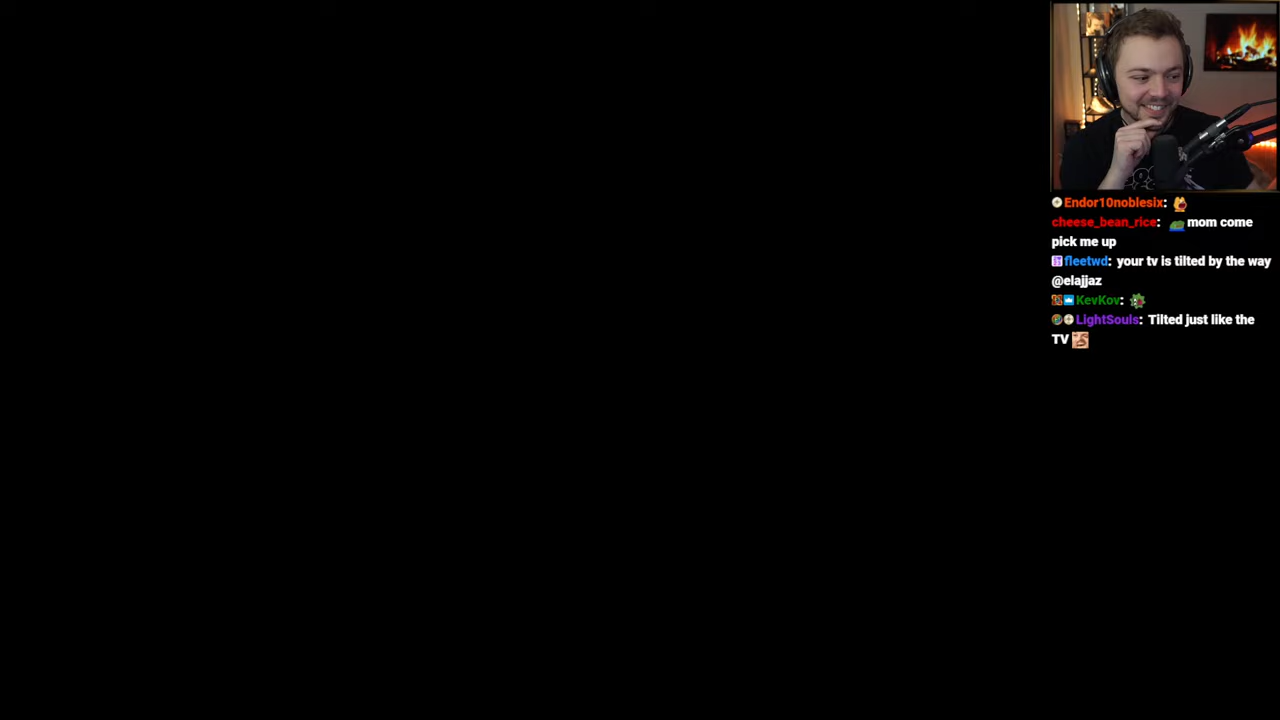 Endor10noblesix:
cheese_bean_rice: mom come
pick me up
fleetwd: your tv is tilted by the way
@elajjaz
KevKov:
LightSouls: Tilted just like the
TV